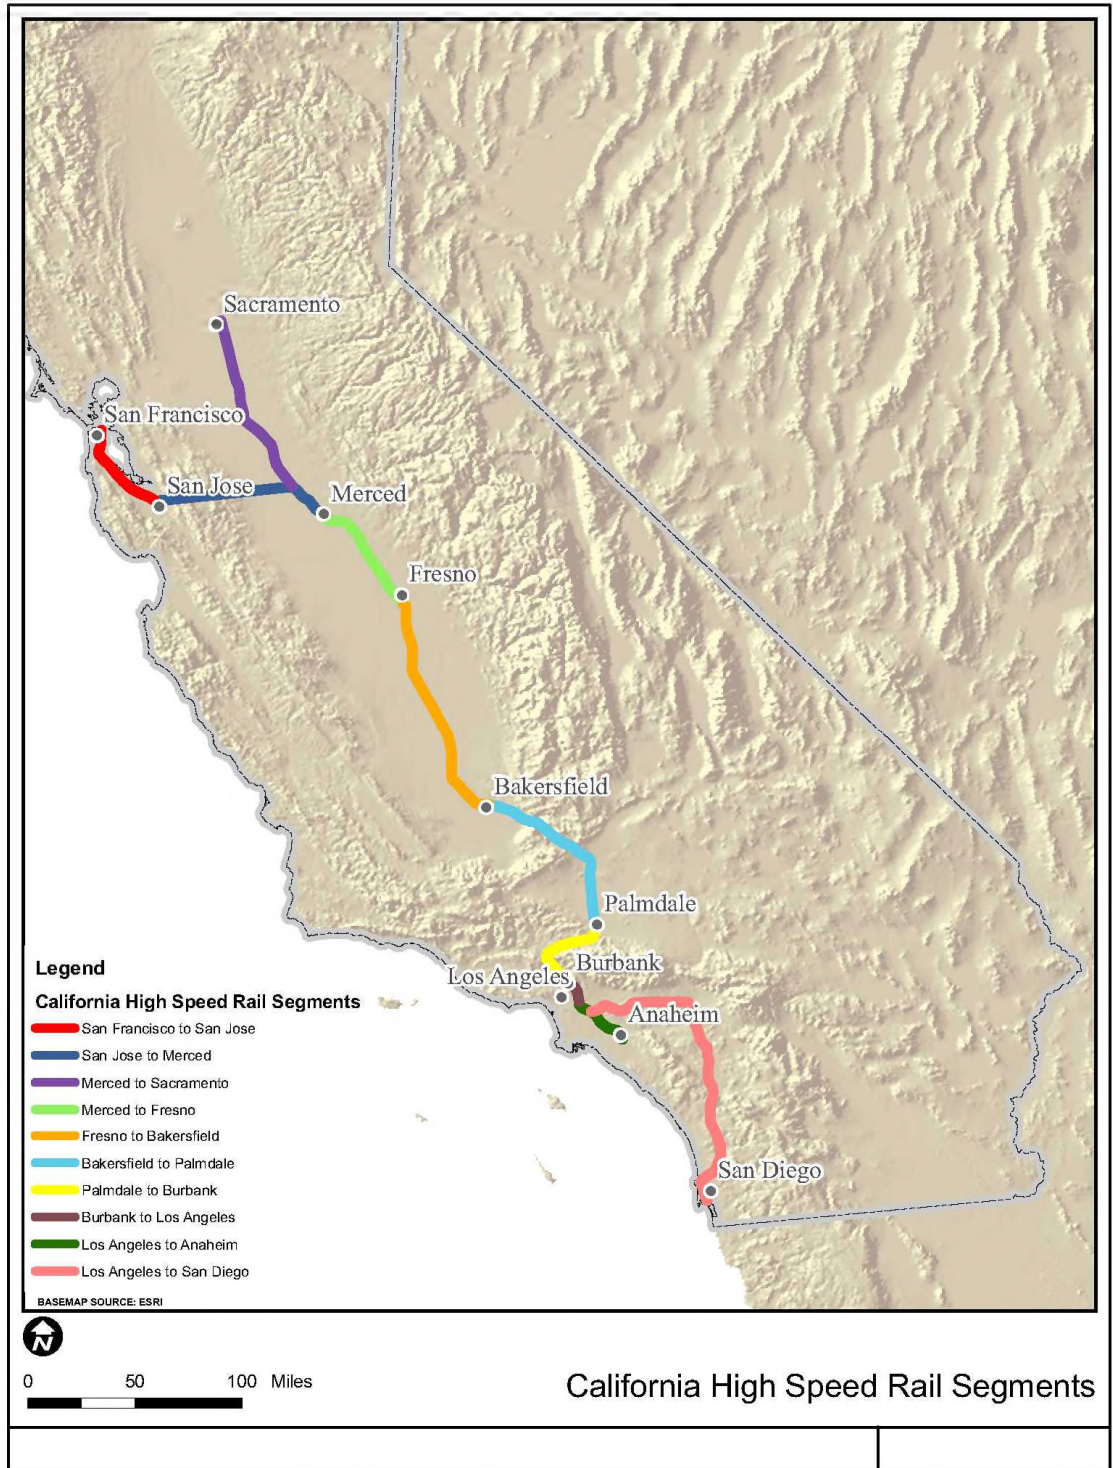 Sacramento
San Francisco
San Jose
Merced
Fresno
Bakersfield
Palmdale
Burbank
Los Angeles
Anaheim
San Diego
Legend
California High Speed Rail Segments
San Francisco to San Jose
San Jose to Merced
Merced to Sacramento
Merced to Fresno
Fresno to Bakersfield
Bakersfield to Palmdale
Palmdale to Burbank
Burbank to Los Angeles
Los Angeles to Anaheim
Los Angeles to San Diego
BASEMAP SOURCE: ESRI
N
0 50 100 Miles
California High Speed Rail Segments